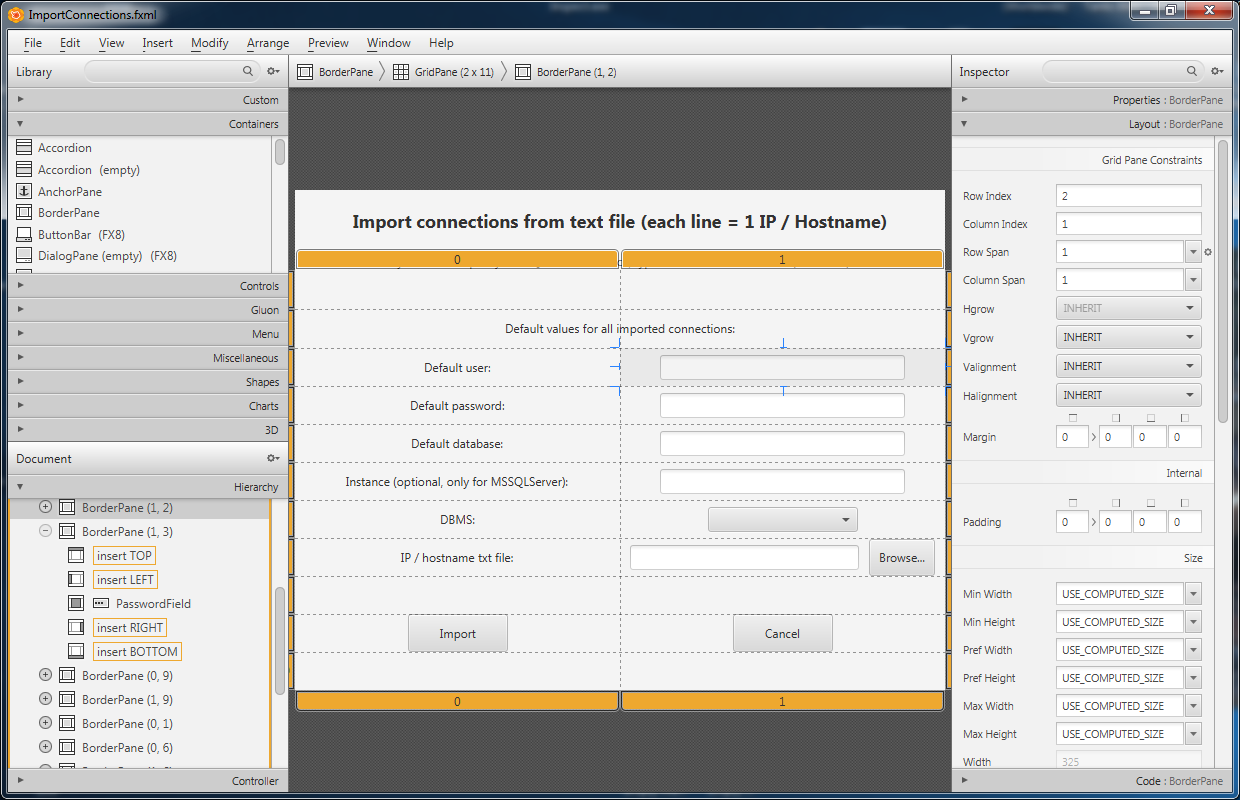 ImportConnections.fxml
File Edit View Insert Modify Arrange Preview Window Help
Library
BorderPane GridPane (2 x 11) BorderPane (1, 2)
Inspector
Custom
Containers
Accordion
Accordion (empty)
AnchorPane
BorderPane
ButtonBar (FX8)
DialogPane (empty) (FX8)
Controls
Gluon
Menu
Miscellaneous
Shapes
Charts
3D
Document
Hierarchy
BorderPane (1, 2)
BorderPane (1, 3)
insert TOP
insert LEFT
PasswordField
insert RIGHT
insert BOTTOM
BorderPane (0, 9)
BorderPane (1, 9)
BorderPane (0, 1)
BorderPane (0, 6)
Controller
Import connections from text file (each line = 1 IP / Hostname)
0 1
Default values for all imported connections:
Default user:
Default password:
Default database:
Instance (optional, only for MSSQLServer):
DBMS:
IP / hostname txt file: Browse...
Import Cancel
0 1
Properties : BorderPane
Layout : BorderPane
Grid Pane Constraints
Row Index 2
Column Index 1
Row Span 1
Column Span 1
Hgrow INHERIT
Vgrow INHERIT
Valignment INHERIT
Halignment INHERIT
Margin 0 0 0 0
Internal
Padding 0 0 0 0
Size
Min Width USE_COMPUTED_SIZE
Min Height USE_COMPUTED_SIZE
Pref Width USE_COMPUTED_SIZE
Pref Height USE_COMPUTED_SIZE
Max Width USE_COMPUTED_SIZE
Max Height USE_COMPUTED_SIZE
Width 325
Code : BorderPane